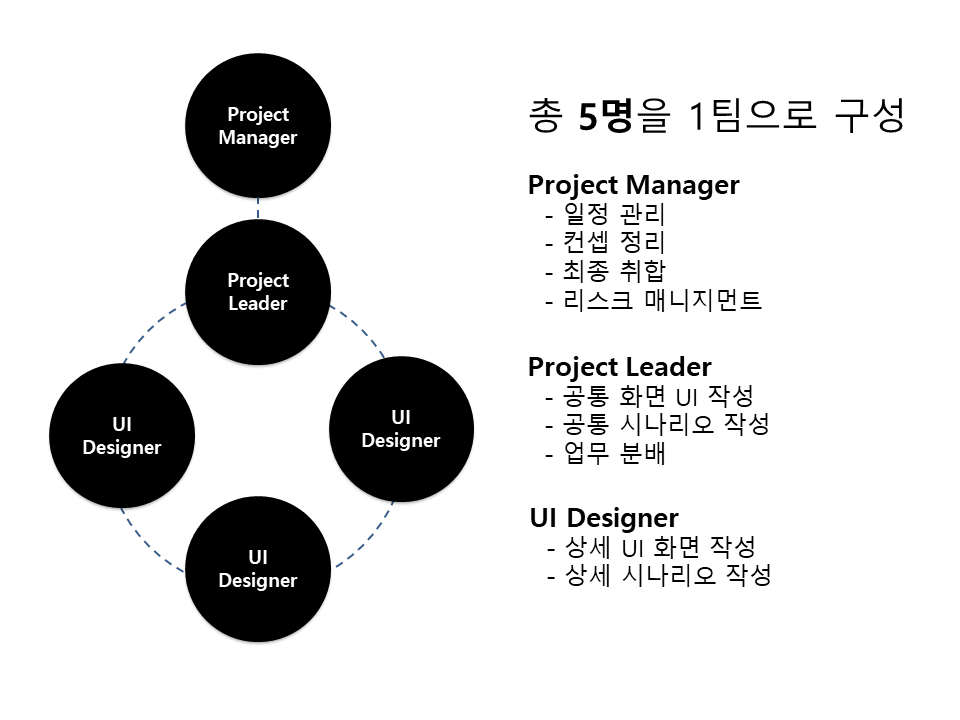 Project
Manager
Project
Leader
UI
Designer
UI
Designer
UI
Designer
총 5명을 1팀으로 구성
Project Manager
- 일정 관리
- 컨셉 정리
- 최종 취합
- 리스크 매니지먼트
Project Leader
- 공통 화면 UI 작성
- 공통 시나리오 작성
- 업무 분배
UI Designer
- 상세 UI 화면 작성
- 상세 시나리오 작성